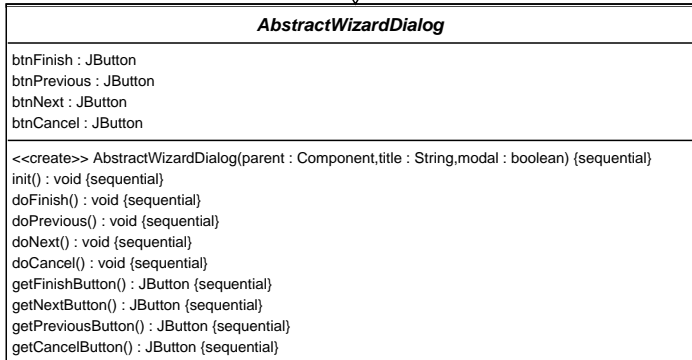 AbstractWizardDialog
btnFinish : JButton
btnPrevious : JButton
btnNext : JButton
btnCancel : JButton
<<create>> AbstractWizardDialog(parent : Component,title : String,modal : boolean) {sequential}
init() : void {sequential}
doFinish() : void {sequential}
doPrevious() : void {sequential}
doNext() : void {sequential}
doCancel() : void {sequential}
getFinishButton() : JButton {sequential}
getNextButton() : JButton {sequential}
getPreviousButton() : JButton {sequential}
getCancelButton() : JButton {sequential}